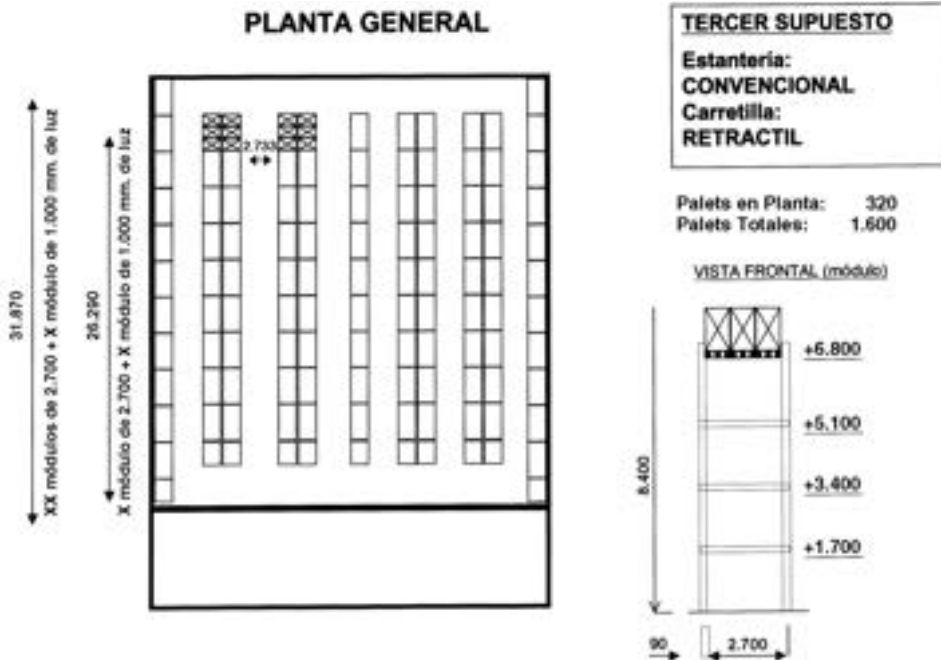 PLANTA GENERAL
TERCER SUPUESTO
Estantería:
CONVENCIONAL
Carretilla:
RETRACTIL
31.870
XX módulos de 2.700 + X módulo de 1.000 mm. de luz
26.290
X módulo de 2.700 + X módulo de 1.000 mm. de luz
2.733
Palets en Planta: 320
Palets Totales: 1.600
VISTA FRONTAL (módulo)
+6.800
+5.100
+3.400
+1.700
8.400
90
2.700